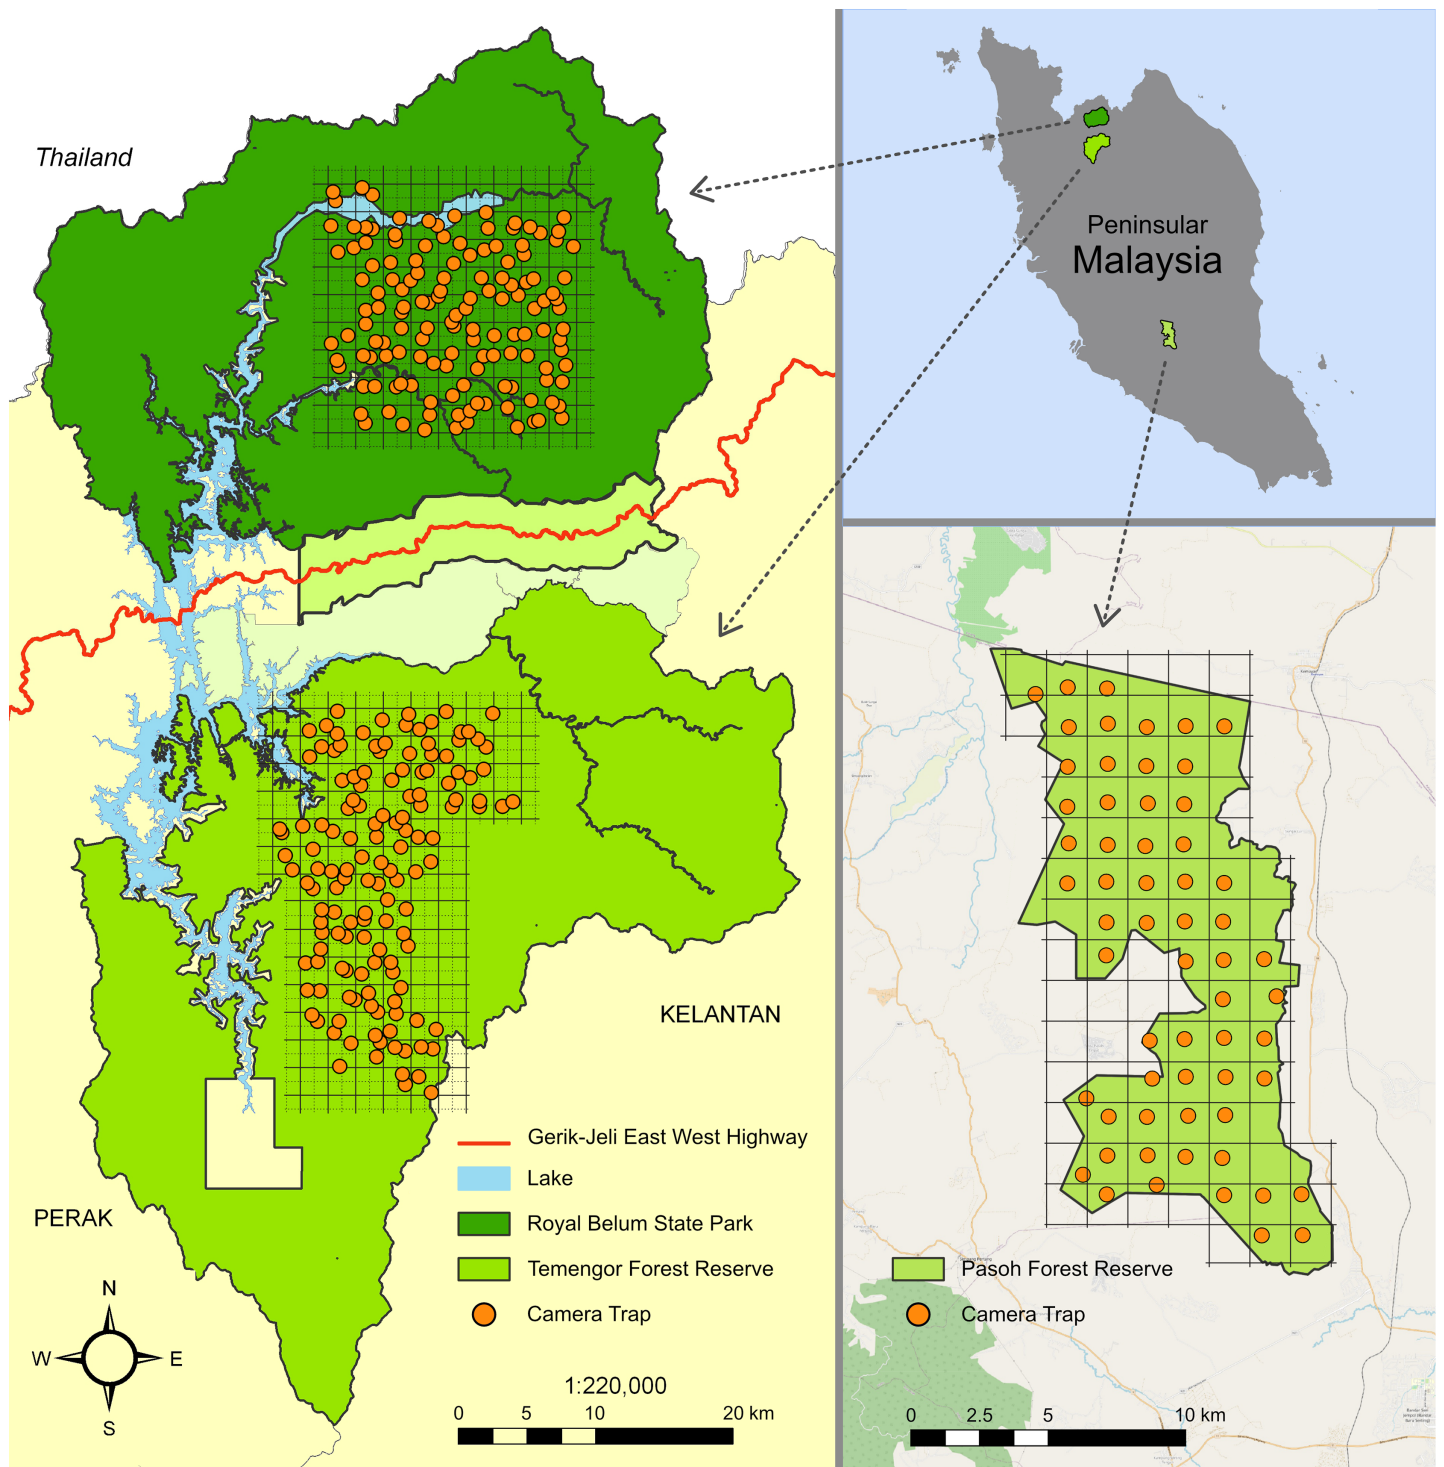 Thailand
KELANTAN
PERAK
Gerik-Jeli East West Highway
Lake
Royal Belum State Park
Temengor Forest Reserve
Camera Trap
N
W
E
S
1:220,000
0 5 10 20 km
Peninsular
Malaysia
Pasoh Forest Reserve
Camera Trap
0 2.5 5 10 km